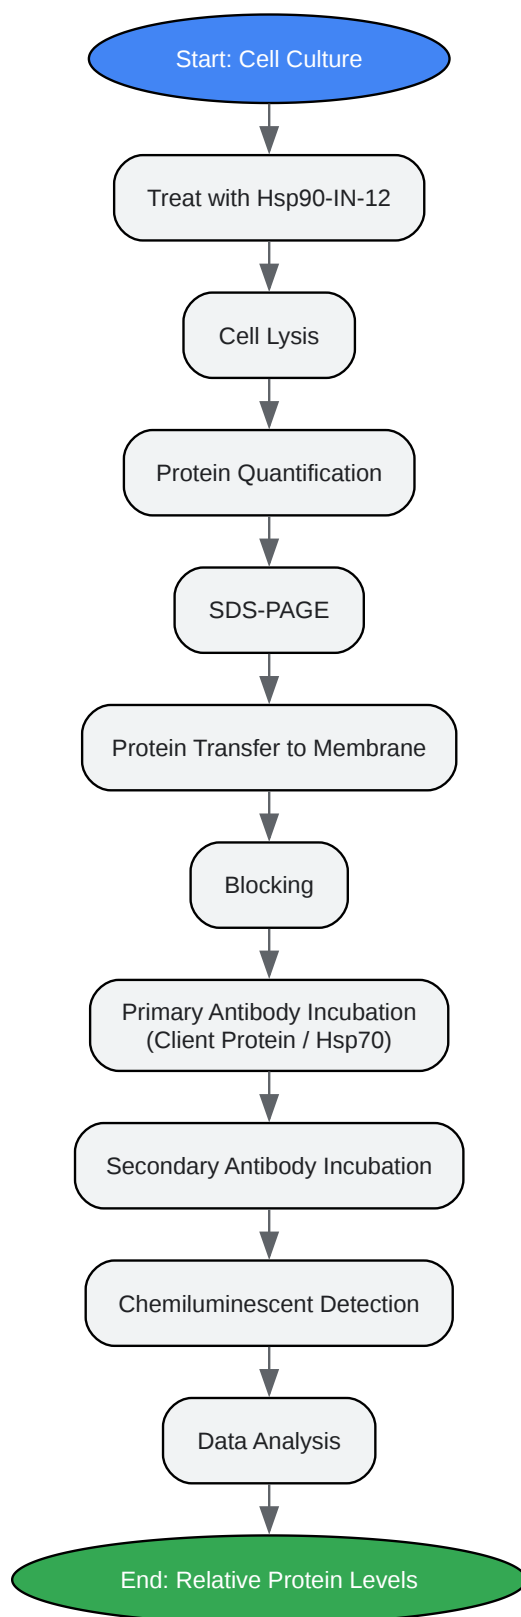 Start: Cell Culture
Treat with Hsp90-IN-12
Cell Lysis
Protein Quantification
SDS-PAGE
Protein Transfer to Membrane
Blocking
Primary Antibody Incubation
(Client Protein / Hsp70)
Secondary Antibody Incubation
Chemiluminescent Detection
Data Analysis
End: Relative Protein Levels